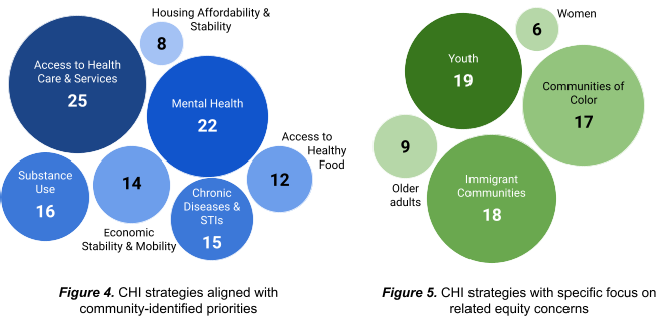 Housing Affordability &
Stability
8
Access to Health
Care & Services
25
Mental Health
22
Access to
Healthy
Food
12
Substance
Use
16
14
Economic
Stability & Mobility
Chronic
Diseases &
STIs
15
Figure 4. CHI strategies aligned with
community-identified priorities
Women
6
Youth
19
Communities of
Color
17
9
Older
adults
Immigrant
Communities
18
Figure 5. CHI strategies with specific focus on
related equity concerns